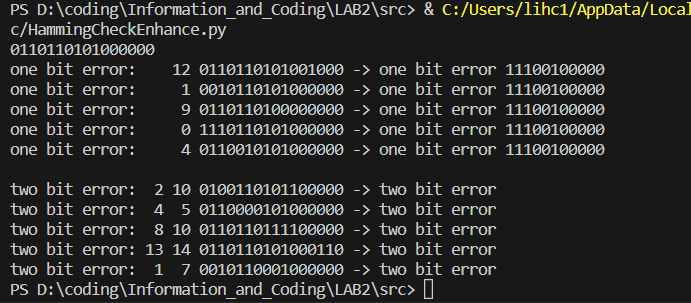 PS D:\coding\Information_and_Coding\LAB2\src> & C:/Users/lihc1/AppData/Local
c/HammingCheckEnhance.py
0110110101000000
one bit error:    12 0110110101001000 -> one bit error 11100100000
one bit error:     1 0010110101000000 -> one bit error 11100100000
one bit error:     9 0110110100000000 -> one bit error 11100100000
one bit error:     0 1110110101000000 -> one bit error 11100100000
one bit error:     4 0110010101000000 -> one bit error 11100100000

two bit error:  2 10 0100110101100000 -> two bit error
two bit error:  4  5 0110000101000000 -> two bit error
two bit error:  8 10 0110110111100000 -> two bit error
two bit error: 13 14 0110110101000110 -> two bit error
two bit error:  1  7 0010110001000000 -> two bit error
PS D:\coding\Information_and_Coding\LAB2\src>